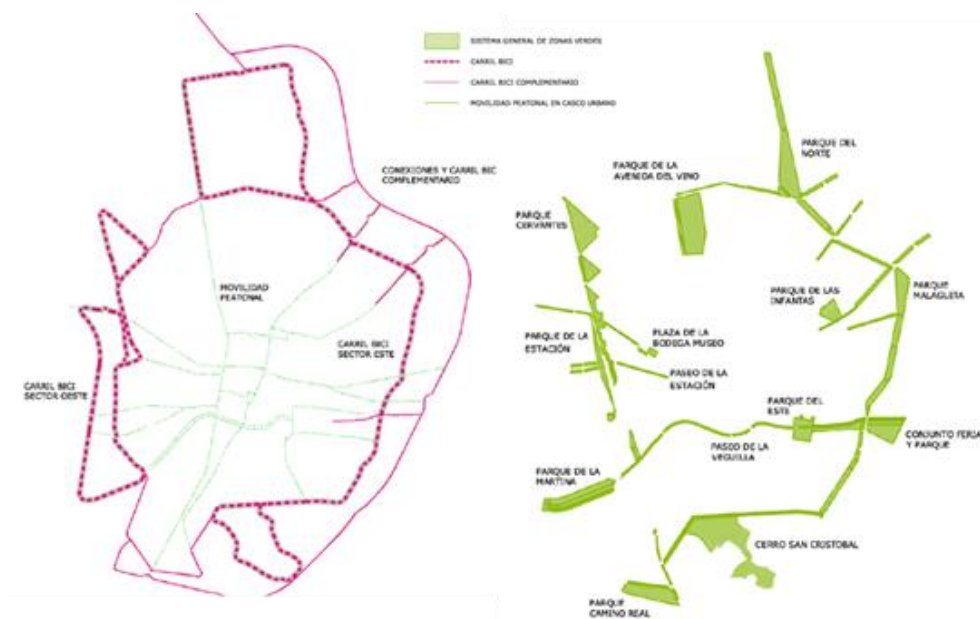 SISTEMA GENERAL DE ZONAS VERDES
CARRIL BICI
CARRIL BICI COMPLEMENTARIO
MOVILIDAD PEATONAL EN CASCO URBANO
CONEXIONES Y CARRIL BIC
COMPLEMENTARIO
MOVILIDAD
PEATONAL
CARRIL BICI
SECTOR ESTE
CARRIL BICI
SECTOR OESTE
PARQUE DEL
NORTE
PARQUE DE LA
AVENIDA DEL VINO
PARQUE
CERVANTES
PARQUE DE LAS
INFANTAS
PARQUE
MALAGUETA
PARQUE DE LA
ESTACIÓN
PLAZA DE LA
BODEGA MUSEO
PASEO DE LA
ESTACIÓN
PARQUE DEL
ESTE
PASEO DE LA
VEGUILLA
CONJUNTO FERIA
Y PARQUE
PARQUE DE LA
MARTINA
CERRO SAN CRISTOBAL
PARQUE
CAMINO REAL